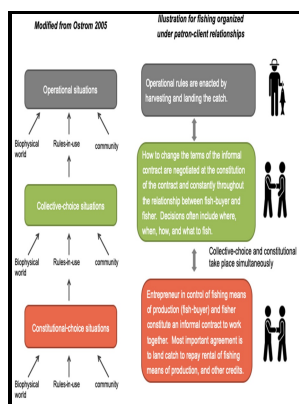 Modified from Ostrom 2005
Illustration for fishing organized
under patron-client relationships
Operational situations
Biophysical
world
Rules-in-use
community
Operational rules are enacted by
harvesting and landing the catch.
Collective-choice situations
Biophysical
world
Rules-in-use
community
How to change the terms of the informal
contract are negotiated at the constitution
of the contract and constantly throughout
the relationship between fish-buyer and
fisher. Decisions often include where,
when, how, and what to fish.
Collective-choice and constitutional
take place simultaneously
Constitutional-choice situations
Biophysical
world
Rules-in-use
community
Entrepreneur in control of fishing means
of production (fish-buyer) and fisher
constitute an informal contract to work
together. Most important agreement is
to land catch to repay rental of fishing
means of production, and other credits.